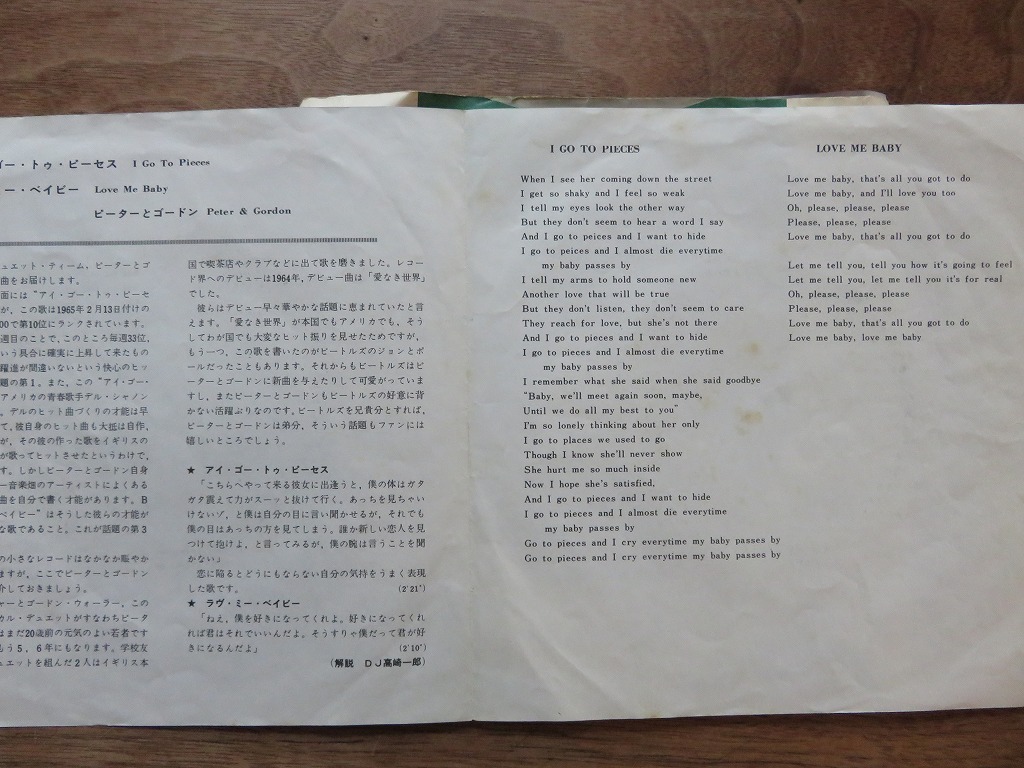 ゴー・トゥ・ピーセス I Go To Pieces
ー・ベイビー Love Me Baby
ピーターとゴードン Peter & Gordon
ュエット・ティーム，ピーターとゴ
曲をお届けします。
面には“アイ・ゴー・トゥ・ピーセ
が，この歌は1965年2月13日付けの
00で第10位にランクされています。
週目のことで，このところ毎週33位，
いう具合に確実に上昇して来たもの
躍進が間違いないという快心のヒッ
題の第1。また，この“アイ・ゴー・
アメリカの青春歌手デル・シャノン
。デルのヒット曲づくりの才能は早
て，彼自身のヒット曲も大抵は自作，
が，その彼の作った歌をイギリスの
が歌ってヒットさせたというわけで，
す。しかしピーターとゴードン自身
ー音楽畑のアーティストによくある
曲を自分で書く才能があります。B
ベイビー”はそうした彼らの才能が
な歌であること。これが話題の第3
の小さなレコードはなかなか賑やか
ますが，ここでピーターとゴードン
介しておきましょう。
ャーとゴードン・ウォーラー，この
カル・デュエットがすなわちピータ
はまだ20歳前の元気のよい若者です
もう5，6年にもなります。学校友
ュエットを組んだ2人はイギリス本
国で喫茶店やクラブなどに出て歌を磨きました。レコー
ド界へのデビューは1964年，デビュー曲は「愛なき世界」
でした。
彼らはデビュー早々華やかな話題に恵まれていたと言
えます。「愛なき世界」が本国でもアメリカでも，そう
してわが国でも大変なヒット振りを見せたためですが，
もう一つ，この歌を書いたのがビートルズのジョンとポ
ールだったこともあります。それからもビートルズはピ
ーターとゴードンに新曲を与えたりして可愛がっていま
すし，またピーターとゴードンもビートルズの好意に背
かない活躍ぶりなのです。ビートルズを兄貴分とすれば，
ピーターとゴードンは弟分，そういう話題もファンには
嬉しいところでしょう。
★ アイ・ゴー・トゥ・ピーセス
「こちらへやって来る彼女に出逢うと，僕の体はガタ
ガタ震えて力がスーッと抜けて行く。あっちを見ちゃい
けないゾ，と僕は自分の目に言い聞かせるが，それでも
僕の目はあっちの方を見てしまう。誰か新しい恋人を見
つけて抱けよ，と言ってみるが，僕の腕は言うことを聞
かない」
恋に陥るとどうにもならない自分の気持をうまく表現
した歌です。 (2′21″)
★ ラヴ・ミー・ベイビー
「ねえ，僕を好きになってくれよ。好きになってくれ
れば君はそれでいいんだよ。そうすりゃ僕だって君が好
きになるんだよ」 (2′10″)
(解説 DJ高崎一郎)
I GO TO PIECES
When I see her coming down the street
I get so shaky and I feel so weak
I tell my eyes look the other way
But they don't seem to hear a word I say
And I go to peices and I want to hide
I go to peices and I almost die everytime
my baby passes by
I tell my arms to hold someone new
Another love that will be true
But they don't listen, they don't seem to care
They reach for love, but she's not there
And I go to pieces and I want to hide
I go to pieces and I almost die everytime
my baby passes by
I remember what she said when she said goodbye
"Baby, we'll meet again soon, maybe,
Until we do all my best to you"
I'm so lonely thinking about her only
I go to places we used to go
Though I know she'll never show
She hurt me so much inside
Now I hope she's satisfied,
And I go to pieces and I want to hide
I go to pieces and I almost die everytime
my baby passes by
Go to pieces and I cry everytime my baby passes by
Go to pieces and I cry everytime my baby passes by
LOVE ME BABY
Love me baby, that's all you got to do
Love me baby, and I'll love you too
Oh, please, please, please
Please, please, please
Love me baby, that's all you got to do
Let me tell you, tell you how it's going to feel
Let me tell you, let me tell you it's for real
Oh, please, please, please
Please, please, please
Love me baby, that's all you got to do
Love me baby, love me baby